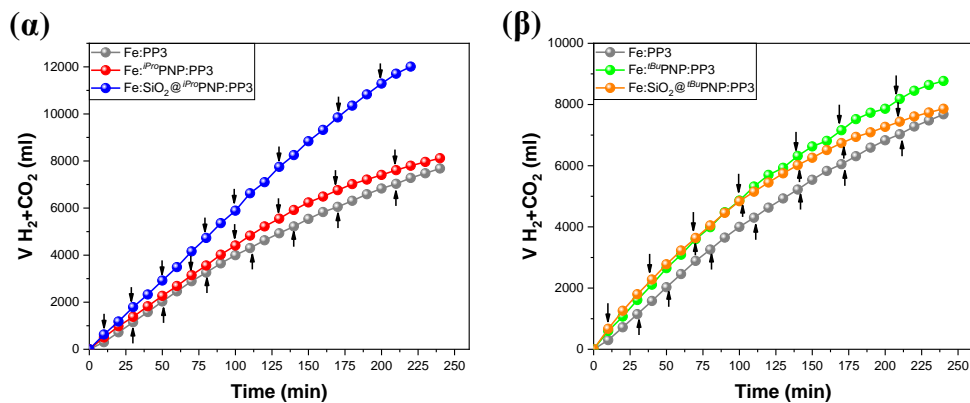 (α)
Fe:PP3
Fe:iProPNP:PP3
Fe:SiO2@iProPNP:PP3
V H2+CO2 (ml)
12000
10000
8000
6000
4000
2000
0
0 25 50 75 100 125 150 175 200 225 250
Time (min)
(β)
Fe:PP3
Fe:tBuPNP:PP3
Fe:SiO2@tBuPNP:PP3
V H2+CO2 (ml)
10000
8000
6000
4000
2000
0
0 25 50 75 100 125 150 175 200 225 250
Time (min)